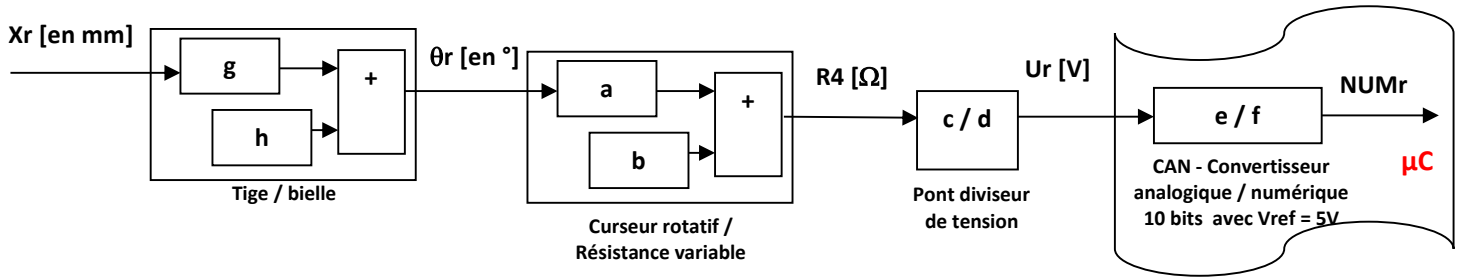 Xr [en mm]
g
h
+
Tige / bielle
θr [en °]
a
b
+
Curseur rotatif /
Résistance variable
R4 [Ω]
c / d
Pont diviseur
de tension
Ur [V]
e / f
NUMr
µC
CAN - Convertisseur
analogique / numérique
10 bits avec Vref = 5V